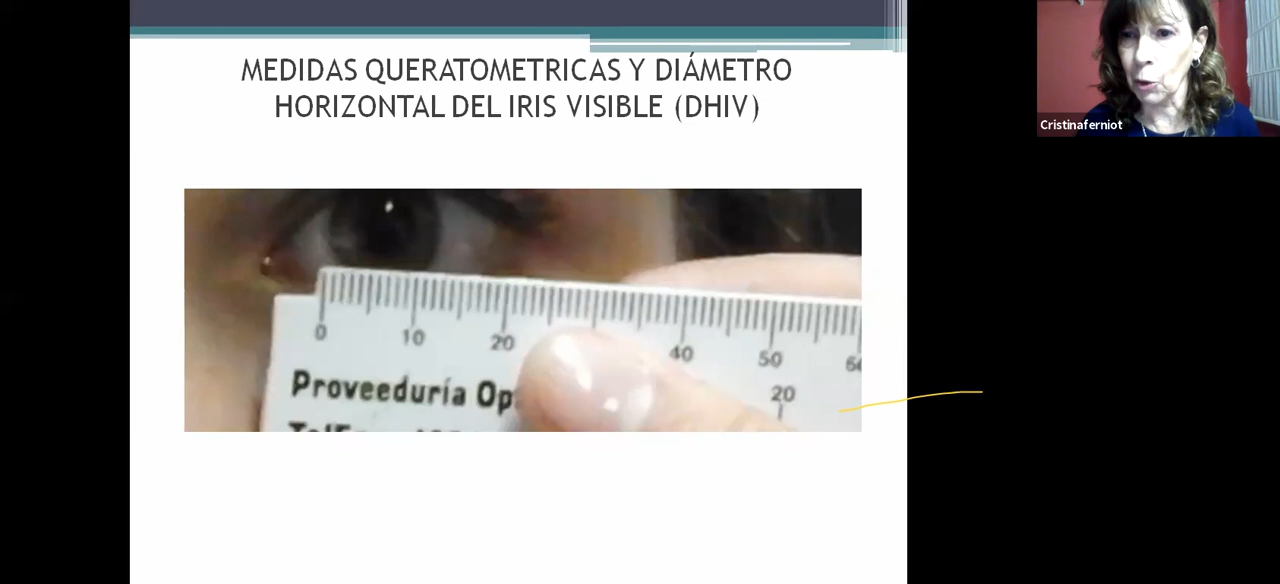 MEDIDAS QUERATOMETRICAS Y DIÁMETRO
HORIZONTAL DEL IRIS VISIBLE (DHIV)
Cristinaferniot
0 10 20 40 50
20
Proveeduría Op